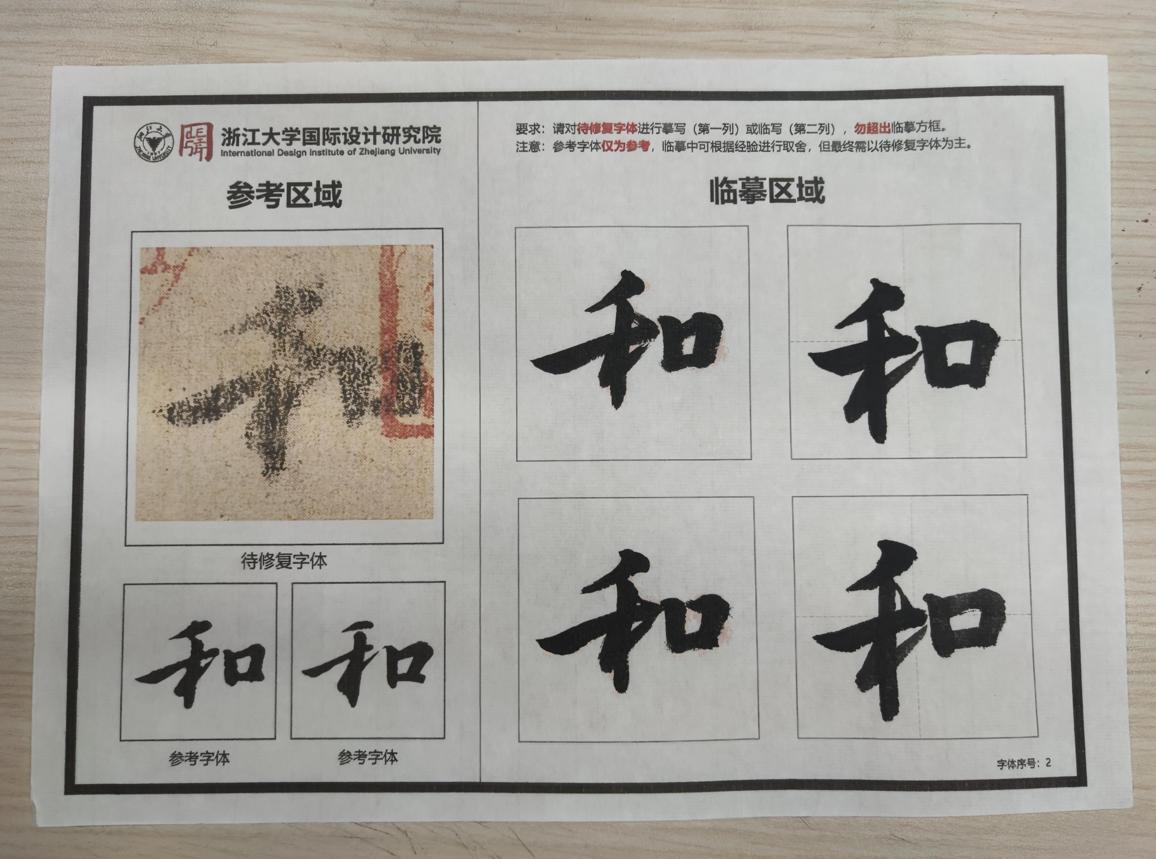 浙江大学国际设计研究院
International Design Institute of Zhejiang University
参考区域
和
待修复字体
和
和
参考字体
参考字体
要求：请对待修复字体进行摹写（第一列）或临写（第二列），勿超出临摹方框。
注意：参考字体仅为参考，临摹中可根据经验进行取舍，但最终需以待修复字体为主。
临摹区域
和
和
和
和
字体序号：2